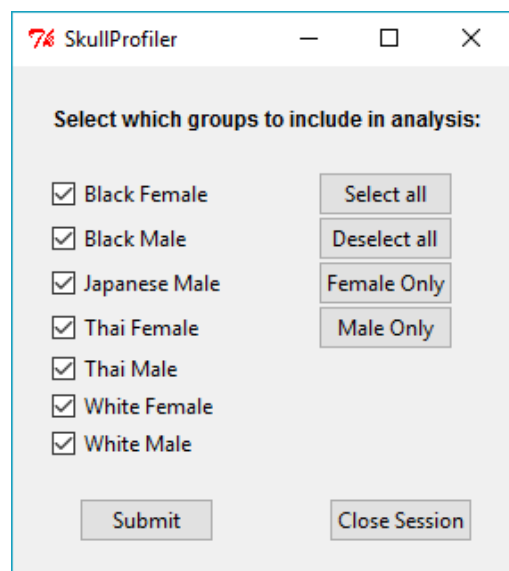 SkullProfiler
Select which groups to include in analysis:
Black Female
Select all
Black Male
Deselect all
Japanese Male
Female Only
Thai Female
Male Only
Thai Male
White Female
White Male
Submit
Close Session